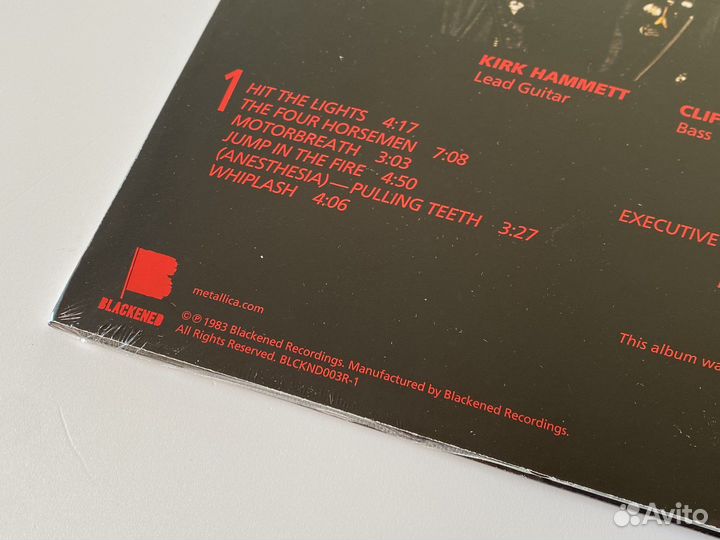 KIRK HAMMETT
Lead Guitar
CLIF
Bass
1
HIT THE LIGHTS 4:17
THE FOUR HORSEMEN 7:08
MOTORBREATH 3:03
JUMP IN THE FIRE 4:50
(ANESTHESIA)—PULLING TEETH 3:27
WHIPLASH 4:06
EXECUTIVE
This album wa
BLACKENED
metallica.com
©℗ 1983 Blackened Recordings. Manufactured by Blackened Recordings.
All Rights Reserved. BLCKND003R-1
Avito